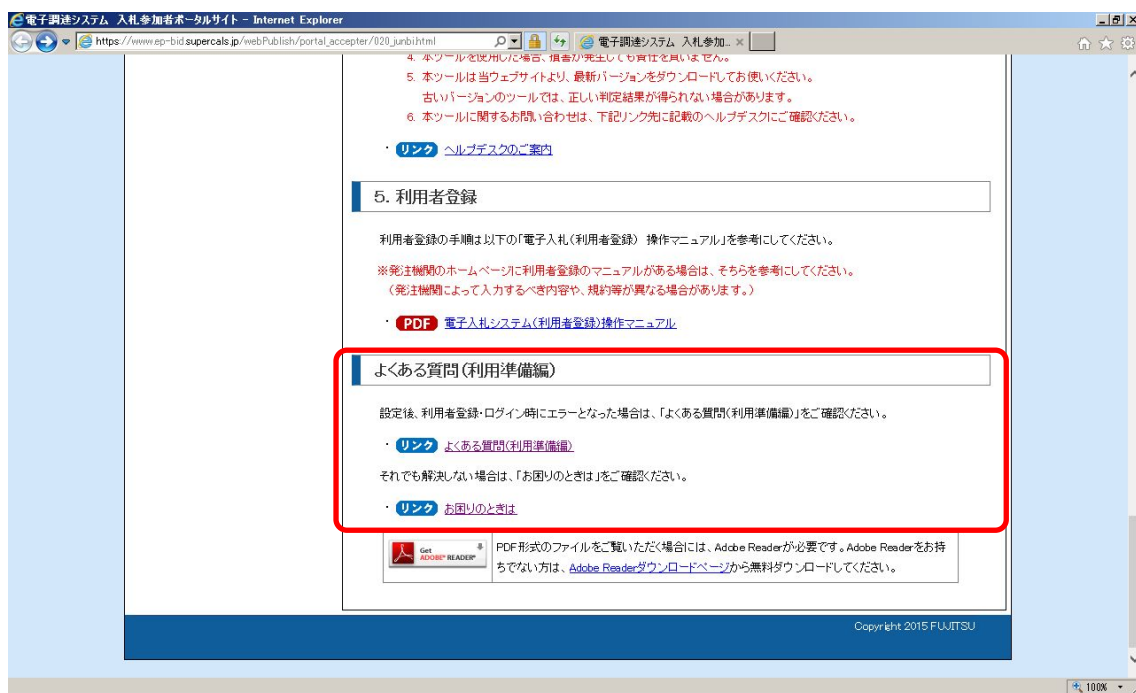 電子調達システム 入札参加者ポータルサイト - Internet Explorer
https://www.ep-bid.supercals.jp/webPublish/portal_accepter/020_junbi.html
電子調達システム 入札参加...
4. 本ツールを使用した場合、損害が発生しても責任を負いません。
5. 本ツールは当ウェブサイトより、最新バージョンをダウンロードしてお使いください。
古いバージョンのツールでは、正しい判定結果が得られない場合があります。
6. 本ツールに関するお問い合わせは、下記リンク先に記載のヘルプデスクにご確認ください。
・ リンク ヘルプデスクのご案内
5. 利用者登録
利用者登録の手順は以下の「電子入札(利用者登録) 操作マニュアル」を参考にしてください。
※発注機関のホームページに利用者登録のマニュアルがある場合は、そちらを参考にしてください。
(発注機関によって入力するべき内容や、規約等が異なる場合があります。)
・ PDF 電子入札システム(利用者登録)操作マニュアル
よくある質問(利用準備編)
設定後、利用者登録・ログイン時にエラーとなった場合は、「よくある質問(利用準備編)」をご確認ください。
・ リンク よくある質問(利用準備編)
それでも解決しない場合は、「お困りのときは」をご確認ください。
・ リンク お困りのときは
Get ADOBE® READER®
PDF形式のファイルをご覧いただく場合には、Adobe Readerが必要です。Adobe Readerをお持
ちでない方は、Adobe Readerダウンロードページから無料ダウンロードしてください。
Copyright 2015 FUJITSU
100%